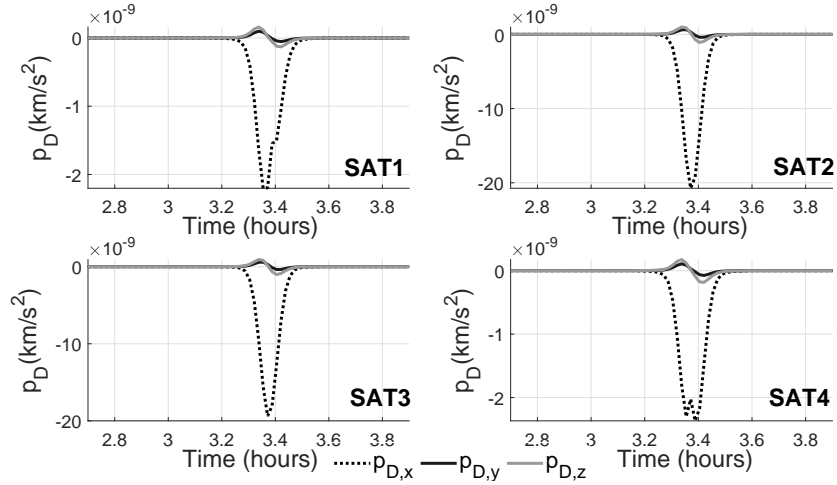 ×10⁻⁹ ×10⁻⁹
0 0
-1 -10
-2 -20
p_D(km/s²) p_D(km/s²)
SAT1 SAT2
2.8 3 3.2 3.4 3.6 3.8 2.8 3 3.2 3.4 3.6 3.8
Time (hours) Time (hours)
×10⁻⁹ ×10⁻⁹
0 0
-10 -1
-20 -2
p_D(km/s²) p_D(km/s²)
SAT3 SAT4
2.8 3 3.2 3.4 3.6 3.8 2.8 3 3.2 3.4 3.6 3.8
Time (hours) Time (hours)
p_D,x p_D,y p_D,z